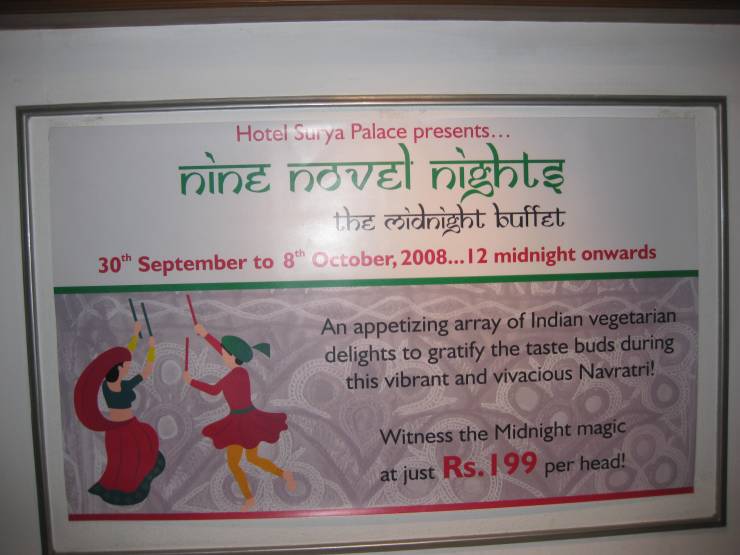 Hotel Surya Palace presents...
nine novel nights
the midnight buffet
30th September to 8th October, 2008...12 midnight onwards
An appetizing array of Indian vegetarian
delights to gratify the taste buds during
this vibrant and vivacious Navratri!
Witness the Midnight magic
at just Rs.199 per head!